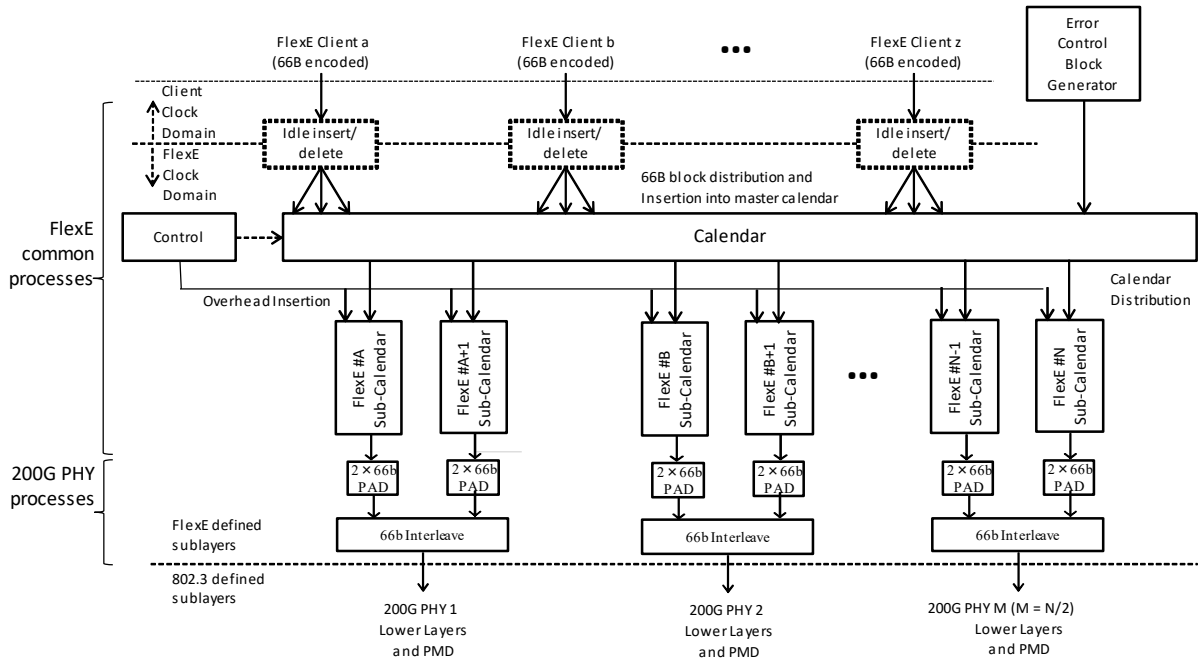 FlexE Client a
(66B encoded)
FlexE Client b
(66B encoded)
•••
FlexE Client z
(66B encoded)
Error
Control
Block
Generator
Client
Clock
Domain
FlexE
Clock
Domain
Idle insert/
delete
Idle insert/
delete
Idle insert/
delete
66B block distribution and
Insertion into master calendar
FlexE
common
processes
Control
Calendar
Overhead Insertion
Calendar
Distribution
FlexE #A
Sub-Calendar
FlexE #A+1
Sub-Calendar
FlexE #B
Sub-Calendar
FlexE #B+1
Sub-Calendar
•••
FlexE #N-1
Sub-Calendar
FlexE #N
Sub-Calendar
200G PHY
processes
2 × 66b
PAD
2 × 66b
PAD
2 × 66b
PAD
2 × 66b
PAD
2 × 66b
PAD
2 × 66b
PAD
FlexE defined
sublayers
66b Interleave
66b Interleave
66b Interleave
802.3 defined
sublayers
200G PHY 1
Lower Layers
and PMD
200G PHY 2
Lower Layers
and PMD
200G PHY M (M = N/2)
Lower Layers
and PMD